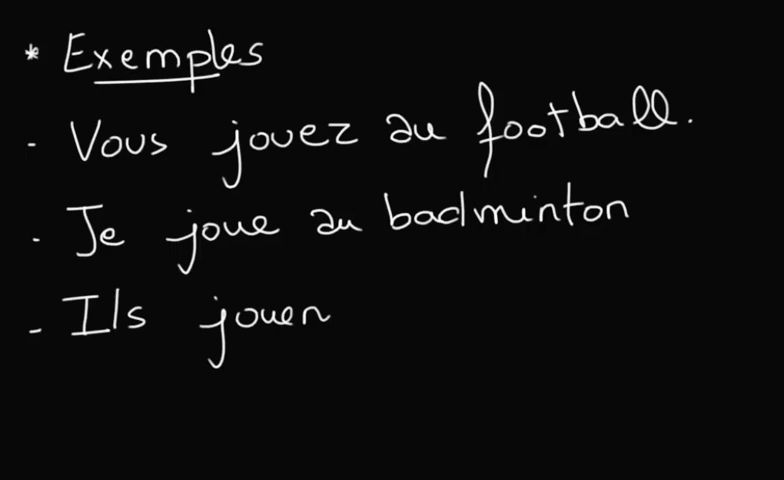 * Exemples
- Vous jouez au football.
- Je joue au badminton
- Ils jouen